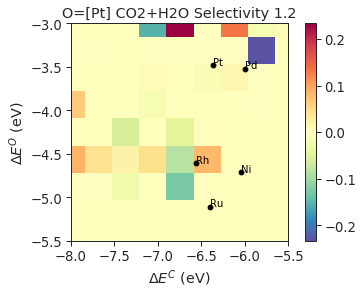 O=[Pt] CO2+H2O Selectivity 1.2
−3.0
−3.5
−4.0
−4.5
−5.0
−5.5
ΔE^O (eV)
Pt
Pd
Rh
Ni
Ru
−8.0 −7.5 −7.0 −6.5 −6.0 −5.5
ΔE^C (eV)
0.2
0.1
0.0
−0.1
−0.2